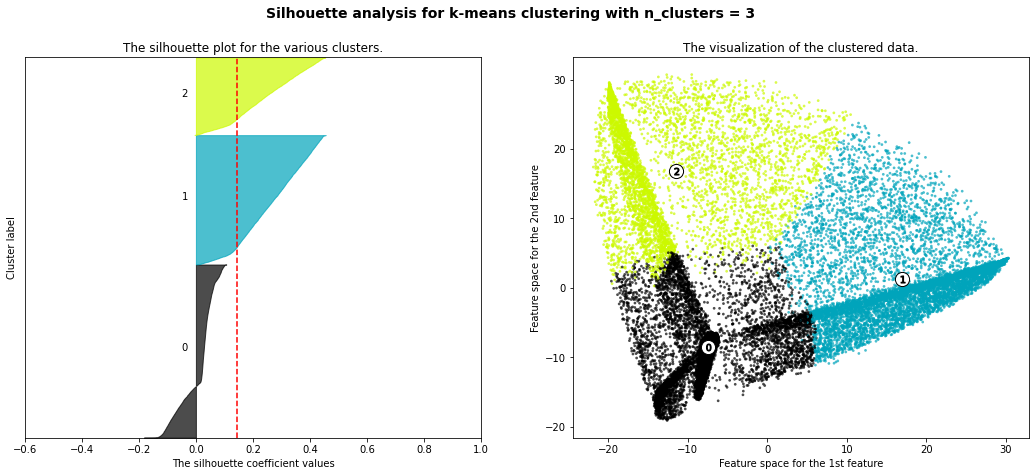 Silhouette analysis for k-means clustering with n_clusters = 3
The silhouette plot for the various clusters.
Cluster label
2
1
0
−0.6 −0.4 −0.2 0.0 0.2 0.4 0.6 0.8 1.0
The silhouette coefficient values
The visualization of the clustered data.
Feature space for the 2nd feature
30
20
10
0
−10
−20
2
1
0
−20 −10 0 10 20 30
Feature space for the 1st feature